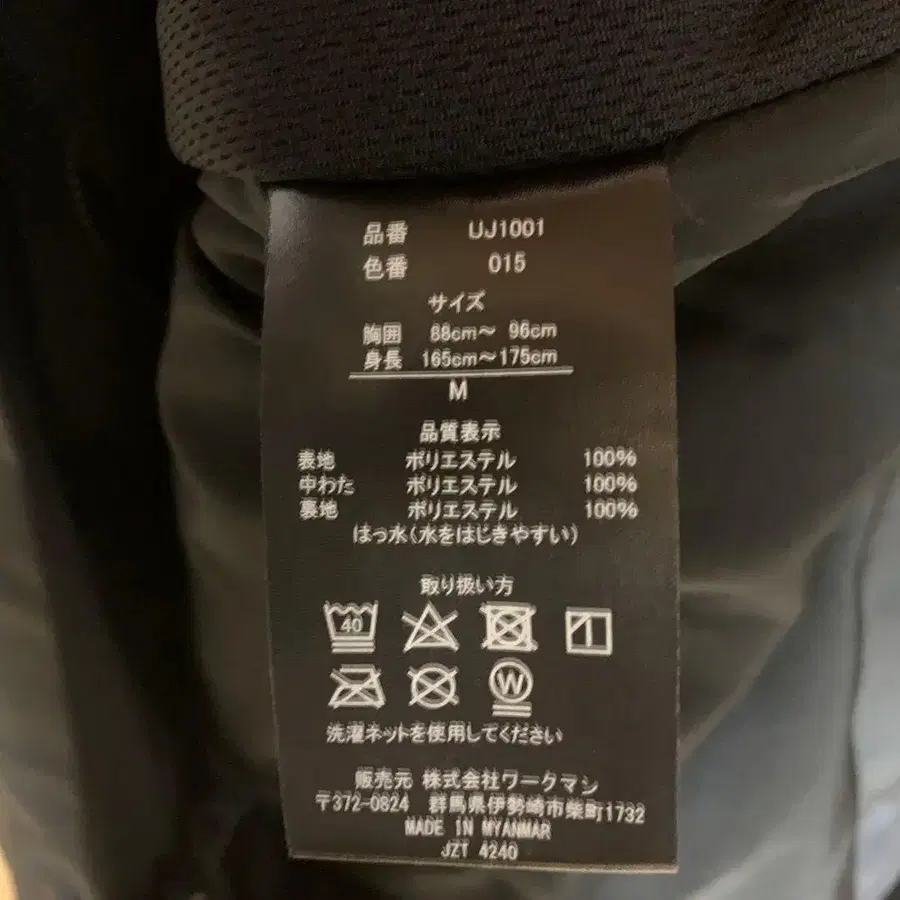 品番 UJ1001
色番 015
サイズ
胸囲 88cm～ 96cm
身長 165cm～175cm
M
品質表示
表地 ポリエステル 100%
中わた ポリエステル 100%
裏地 ポリエステル 100%
はっ水(水をはじきやすい)
取り扱い方
40
W
洗濯ネットを使用してください
販売元 株式会社ワークマン
〒372-0824 群馬県伊勢崎市柴町1732
MADE IN MYANMAR
JZT 4240